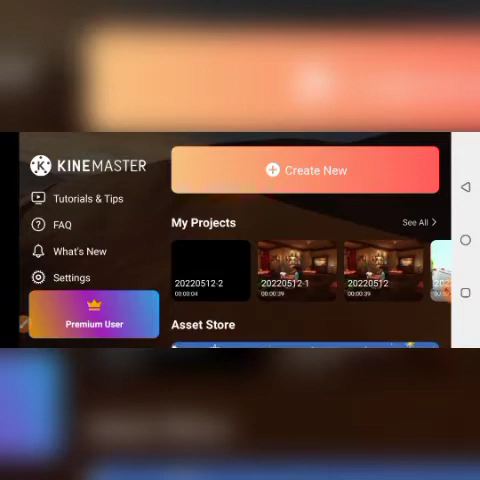 KINEMASTER
Tutorials & Tips
FAQ
What's New
Settings
Premium User
Create New
My Projects
See All
20220512-2
00:00:04
20220512-1
00:00:39
20220512
00:00:39
Asset Store